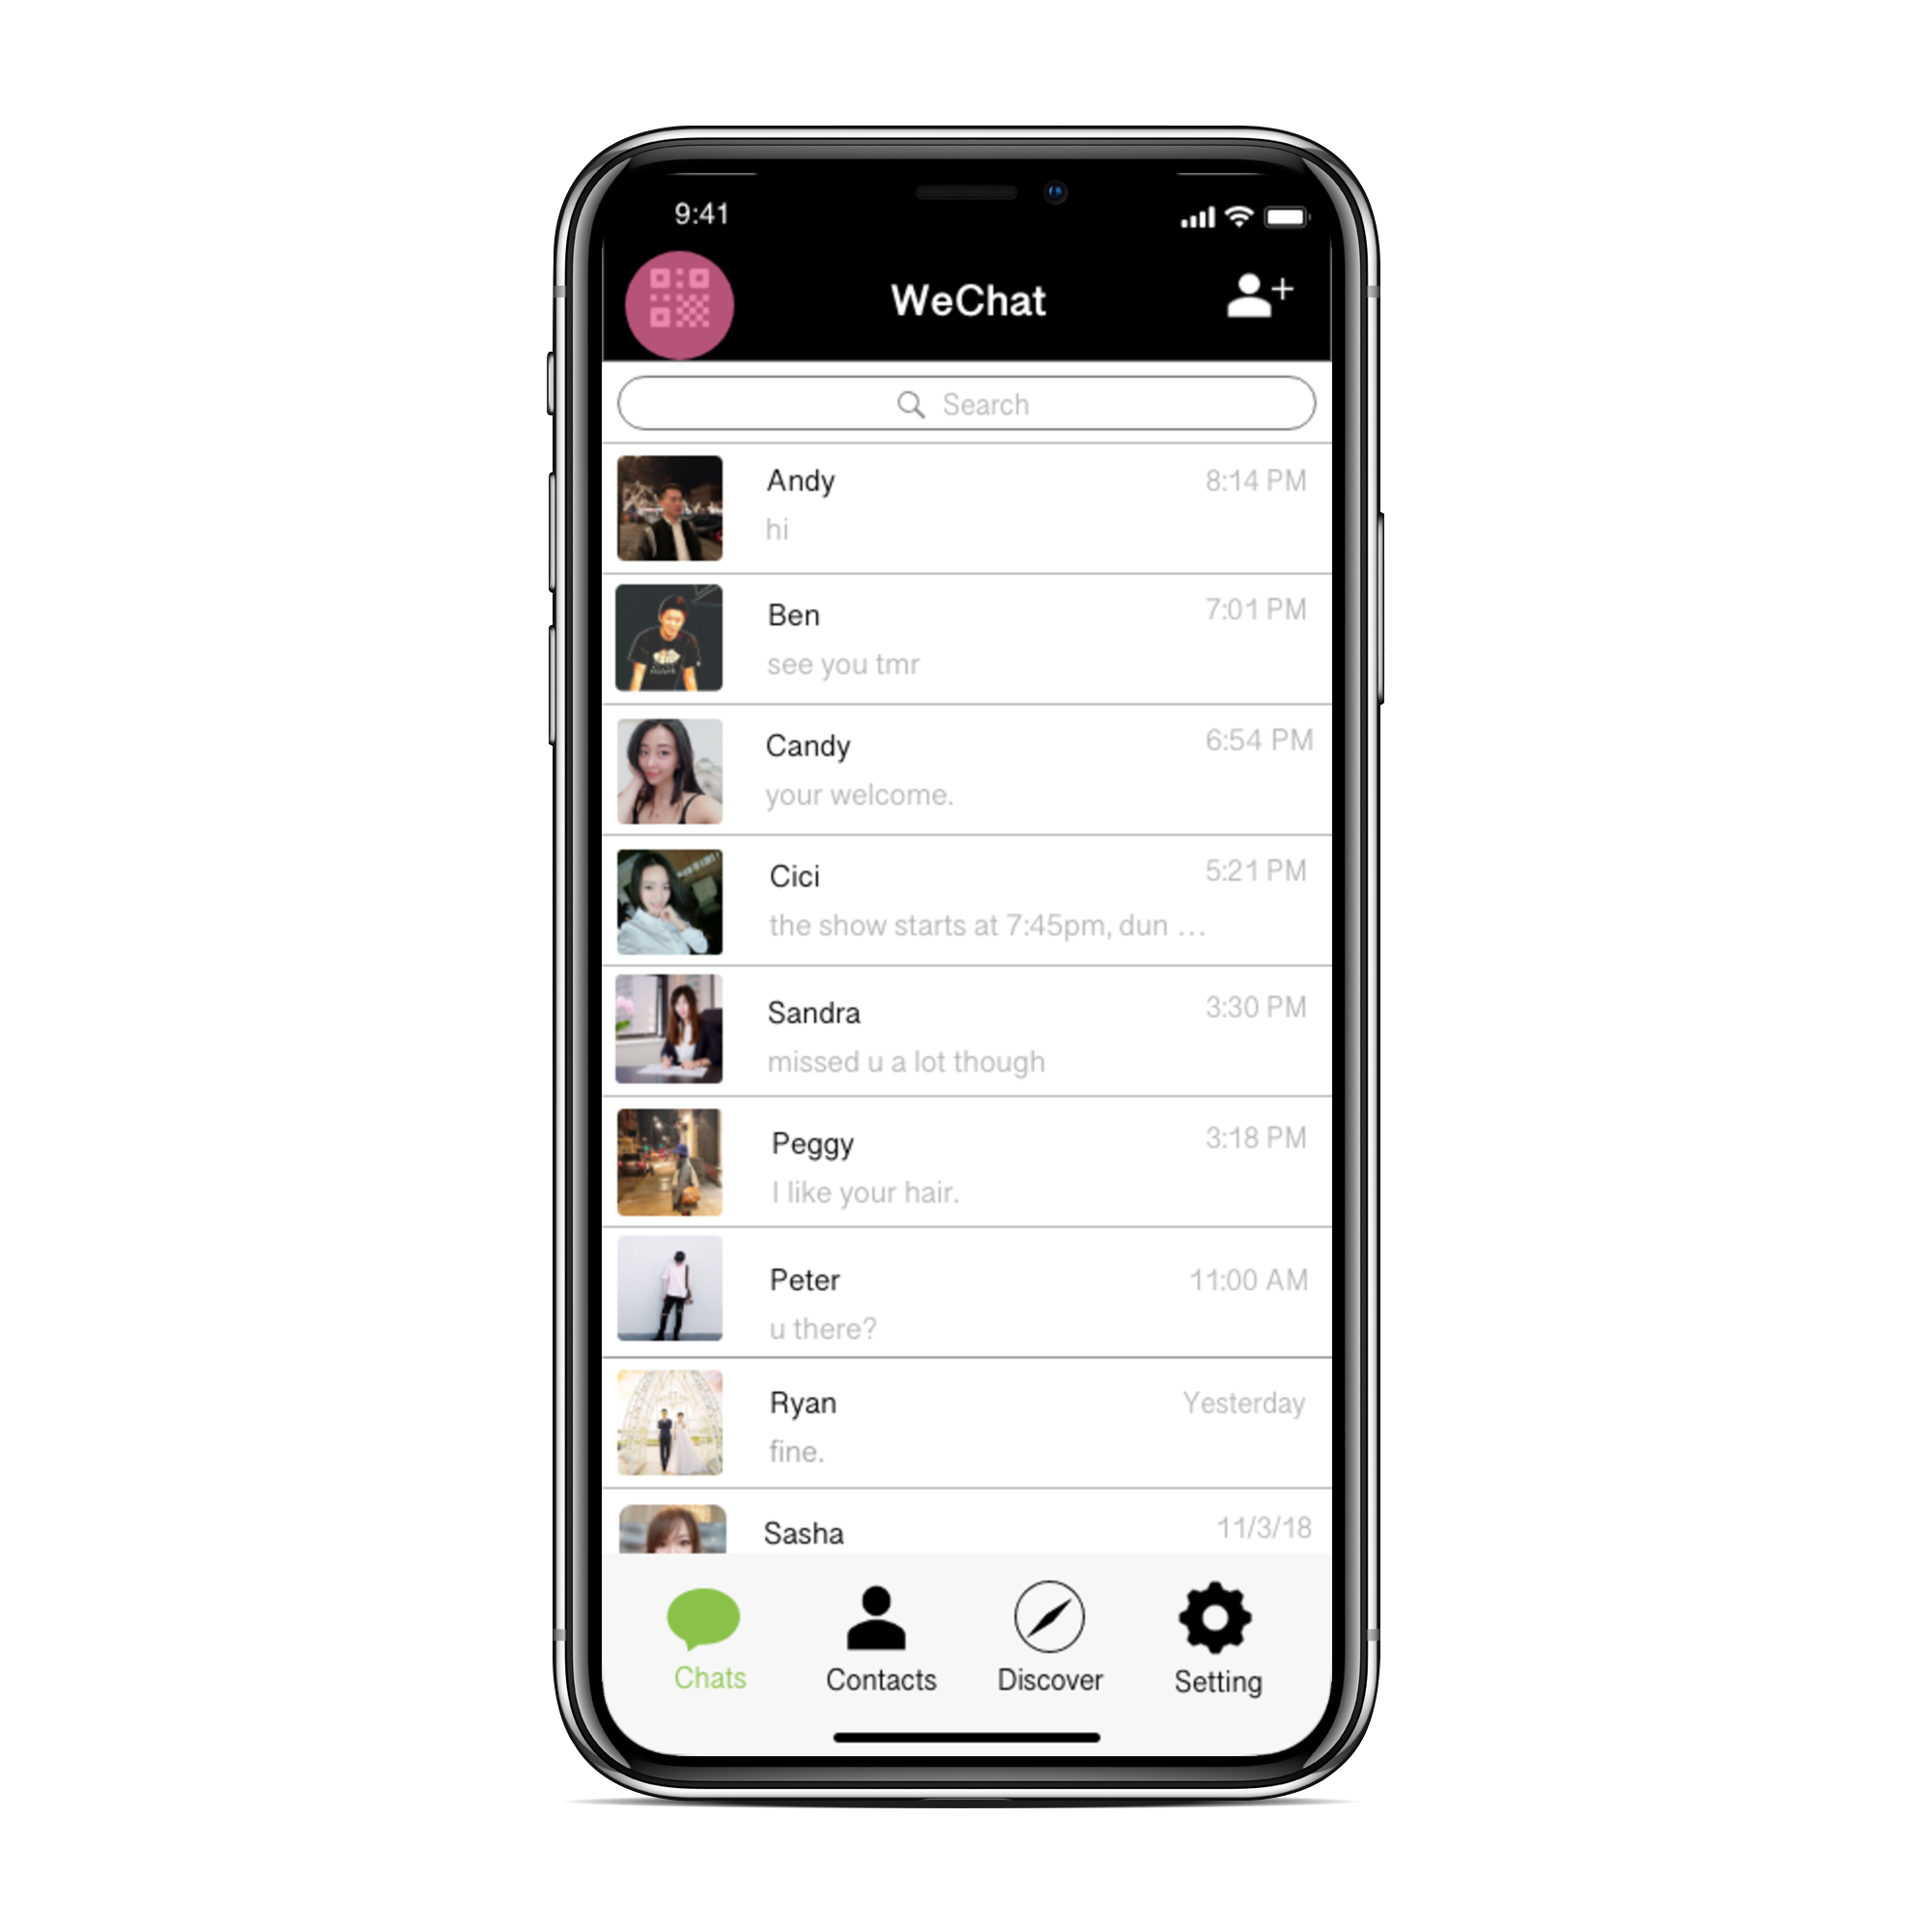 9:41
WeChat
Search
Andy 8:14 PM
hi
Ben 7:01 PM
see you tmr
Candy 6:54 PM
your welcome.
Cici 5:21 PM
the show starts at 7:45pm, dun ...
Sandra 3:30 PM
missed u a lot though
Peggy 3:18 PM
I like your hair.
Peter 11:00 AM
u there?
Ryan Yesterday
fine.
Sasha 11/3/18
Chats Contacts Discover Setting